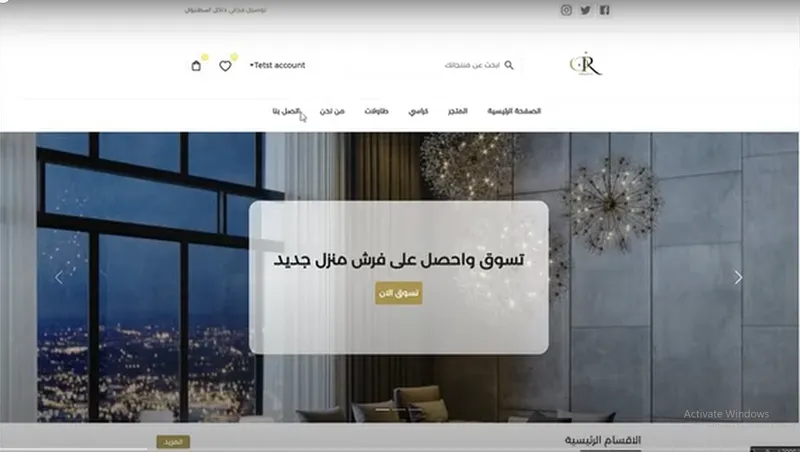 توصيل مجاني داخل اسطنبول
Tetst account
ابحث عن منتجاتك
R
الصفحة الرئيسية
المتجر
كراسي
طاولات
من نحن
اتصل بنا
تسوق واحصل على فرش منزل جديد
تسوق الان
Activate Windows
الاقسام الرئيسية
المزيد